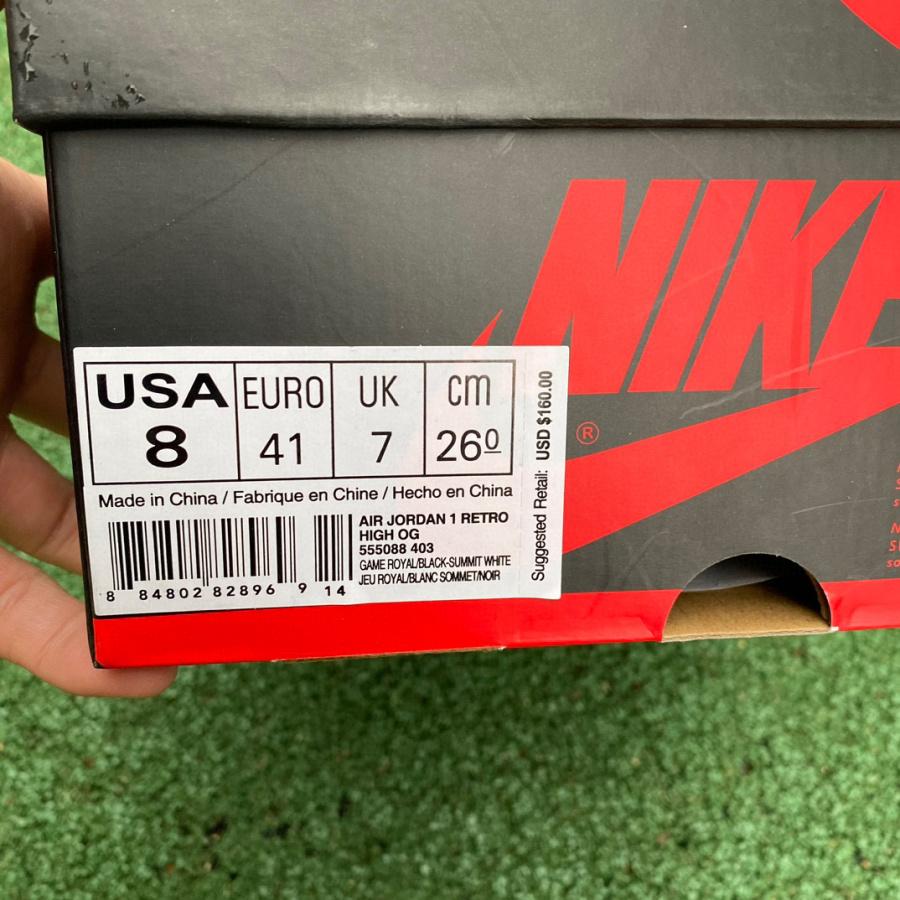 NIKE
®
USA EURO UK cm
8 41 7 26 0
Made in China / Fabrique en Chine / Hecho en China
AIR JORDAN 1 RETRO
HIGH OG
555088 403
GAME ROYAL/BLACK-SUMMIT WHITE
JEU ROYAL/BLANC SOMMET/NOIR
8 84802 82896 9 14
Suggested Retail: USD $160.00